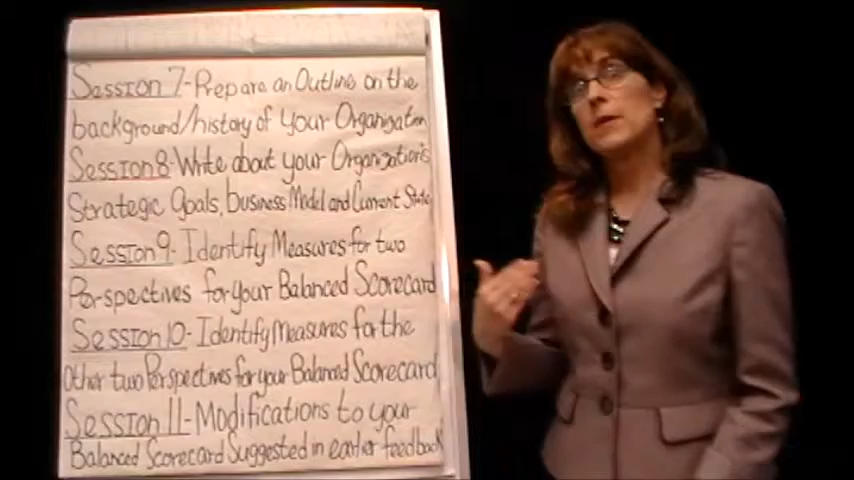 Session 7-Prepare an Outline on the
background/history of your Organization
Session 8-Write about your Organization's
Strategic Goals, business Model and Current State
Session 9- Identify Measures for two
Perspectives for your Balanced Scorecard
Session 10-Identify Measures for the
Other two Perspectives for your Balanced Scorecard
Session 11-Modifications to your
Balanced Scorecard Suggested in earlier feedback